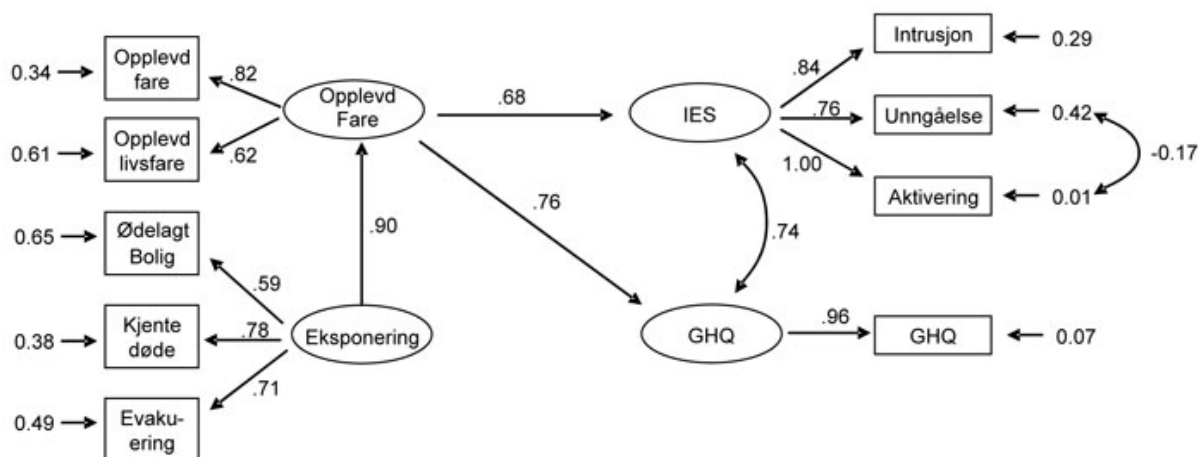 0.34
Opplevd
fare
.82
0.61
Opplevd
livsfare
.62
Opplevd
Fare
0.65
Ødelagt
Bolig
.59
0.38
Kjente
døde
.78
0.49
Evaku-
ering
.71
Eksponering
.90
.68
.76
IES
.84
Intrusjon
0.29
.76
Unngåelse
0.42
1.00
Aktivering
0.01
-0.17
.74
GHQ
.96
GHQ
0.07